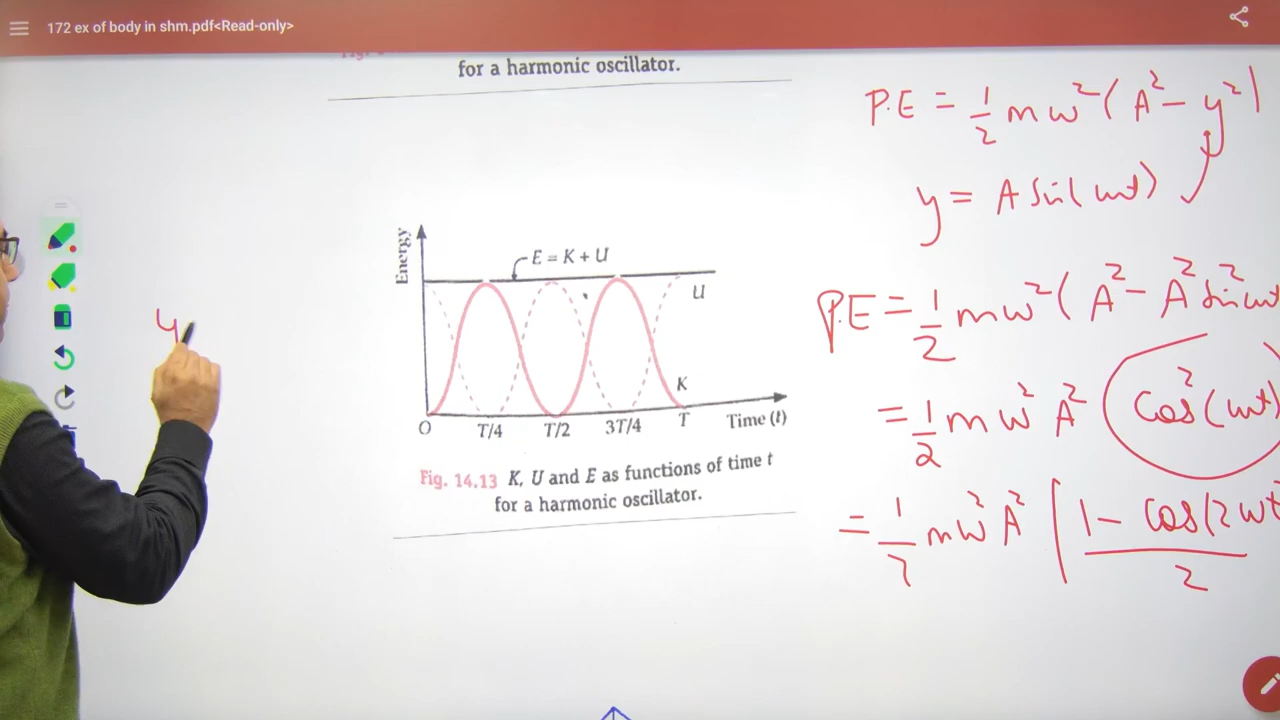 172 ex of body in shm.pdf<Read-only>
for a harmonic oscillator.
Energy
E = K + U
U
K
O T/4 T/2 3T/4 T Time (t)
Fig. 14.13 K, U and E as functions of time t
for a harmonic oscillator.
y
P.E = 1/2 mω² (A² - y²)
y = A Sin(ωt)
P.E = 1/2 mω² (A² - A² sin² ωt
= 1/2 mω² A² Cos² (ωt)
= 1/2 mω² A² [1 - cos(2ωt / 2